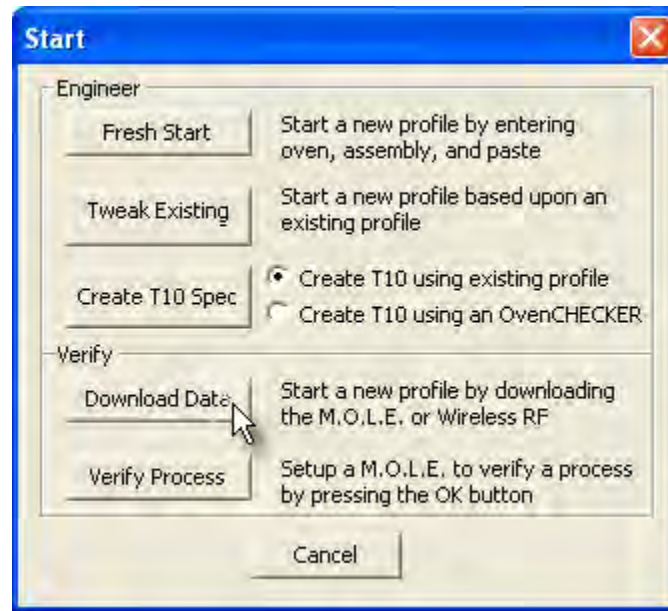 Start
Engineer
Fresh Start
Start a new profile by entering
oven, assembly, and paste
Tweak Existing
Start a new profile based upon an
existing profile
Create T10 Spec
Create T10 using existing profile
Create T10 using an OvenCHECKER
Verify
Download Data
Start a new profile by downloading
the M.O.L.E. or Wireless RF
Verify Process
Setup a M.O.L.E. to verify a process
by pressing the OK button
Cancel